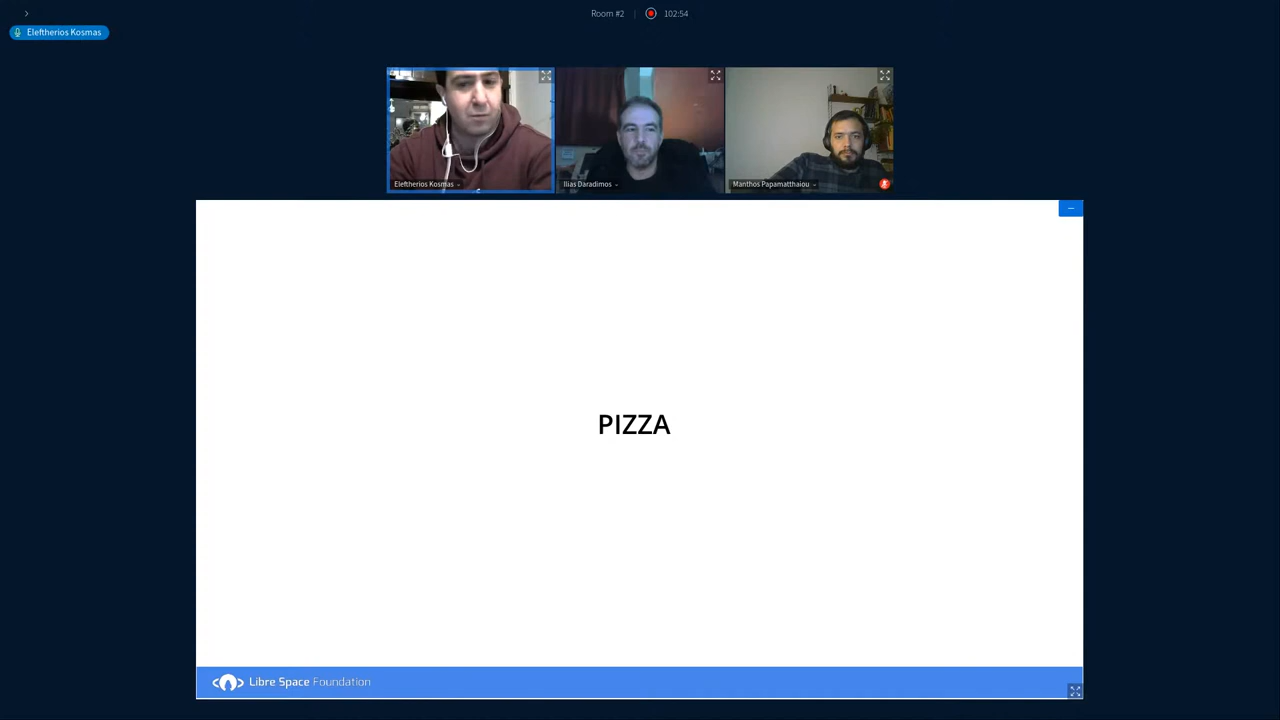 Room #2
102:54
Eleftherios Kosmas
Eleftherios Kosmas
Ilias Daradimos
Manthos Papamatthaiou
PIZZA
Libre Space Foundation